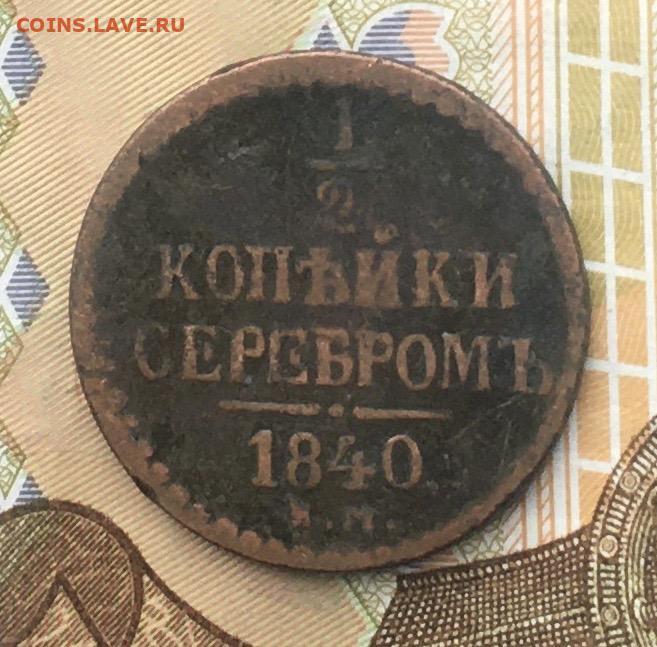 COINS.LAVE.RU
1
2
КОПѢЙКИ
СЕРЕБРОМЪ
1840